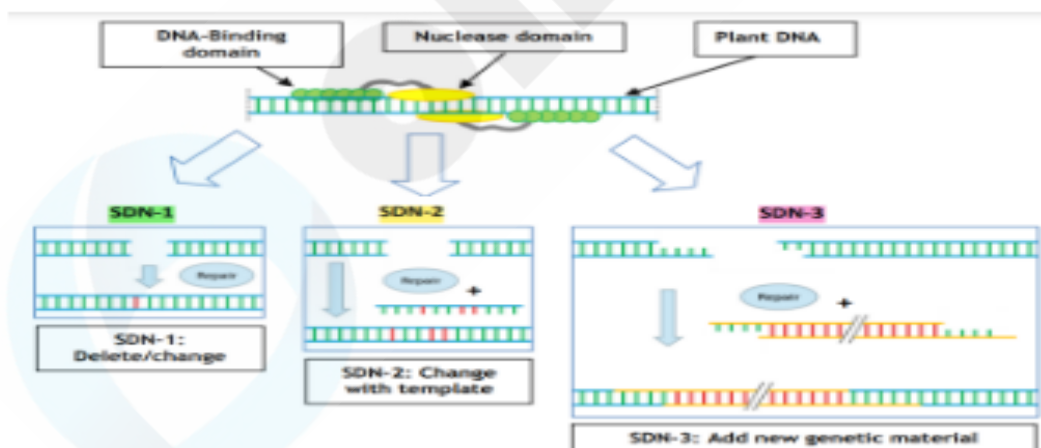 DNA-Binding
domain
Nuclease domain
Plant DNA
SDN-1
SDN-2
SDN-3
Repair
SDN-1:
Delete/change
Repair
+
SDN-2: Change
with template
Repair
+
SDN-3: Add new genetic material